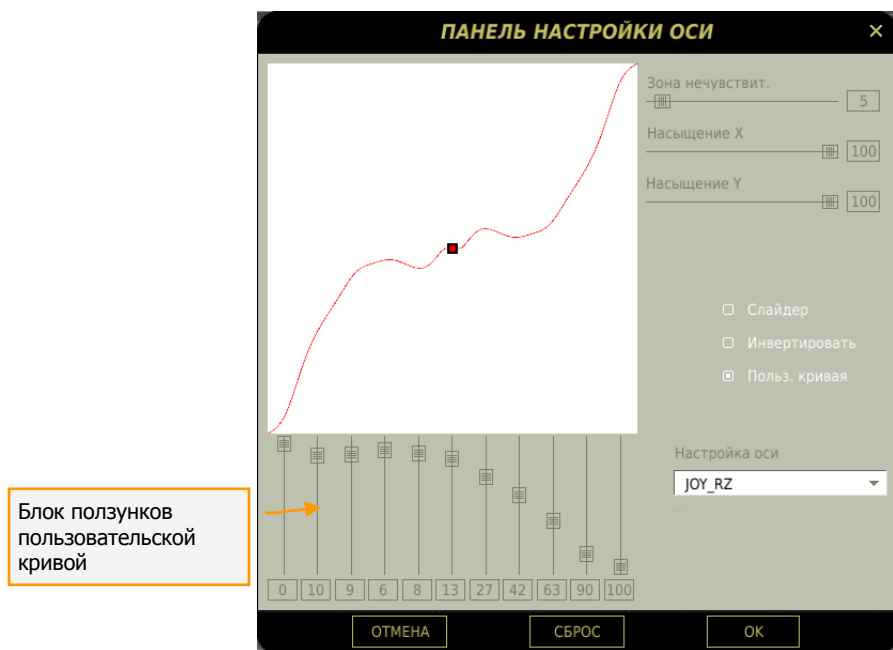 ПАНЕЛЬ НАСТРОЙКИ ОСИ
Зона нечувствит.
5
Насыщение X
100
Насыщение Y
100
Слайдер
Инвертировать
Польз. кривая
Настройка оси
JOY_RZ
Блок ползунков
пользовательской
кривой
0 10 9 6 8 13 27 42 63 90 100
ОТМЕНА СБРОС OK